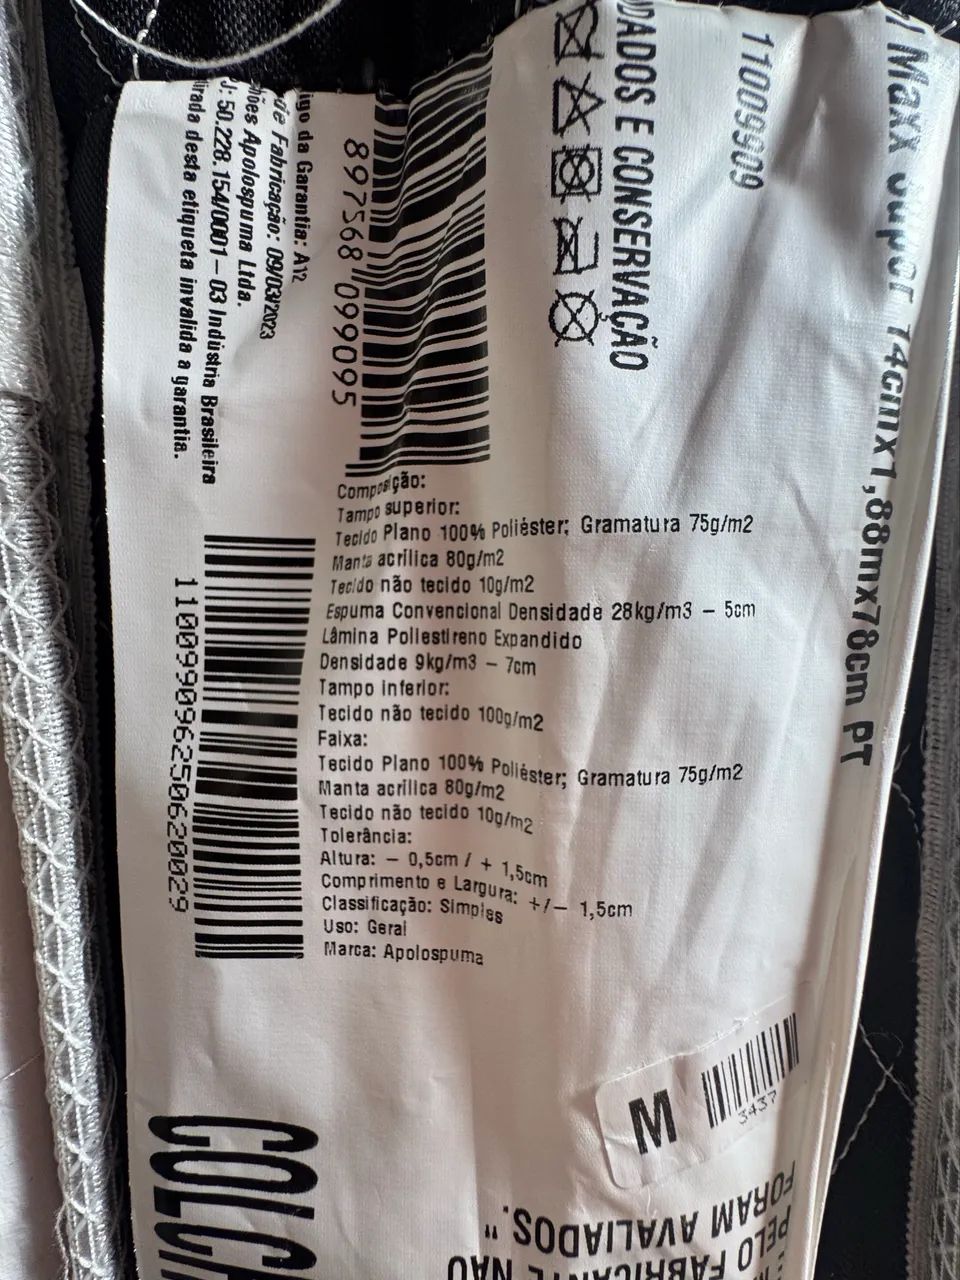 Maxx Super 14cmx1,88mx78cm PT
11009909
DADOS E CONSERVAÇÃO
897568 099095
Composição:
Tampo superior:
Tecido Plano 100% Poliéster; Gramatura 75g/m2
Manta acrílica 80g/m2
Tecido não tecido 10g/m2
Espuma Convencional Densidade 28kg/m3 - 5cm
Lâmina Poliestireno Expandido
Densidade 9kg/m3 - 7cm
Tampo inferior:
Tecido não tecido 100g/m2
Faixa:
Tecido Plano 100% Poliéster; Gramatura 75g/m2
Manta acrílica 80g/m2
Tecido não tecido 10g/m2
Tolerância:
Altura: - 0,5cm / + 1,5cm
Comprimento e Largura: +/- 1,5cm
Classificação: Simples
Uso: Geral
Marca: Apolospuma
igo da Garantia: A12
de Fabricação: 09/03/2023
hões Apolospuma Ltda.
J: 50.228.154/0001-03 Indústria Brasileira
irada desta etiqueta invalida a garantia.
110099096250620029
M
3437
COLCH
PELO FABRICANTE NÃO
FORAM AVALIADOS."